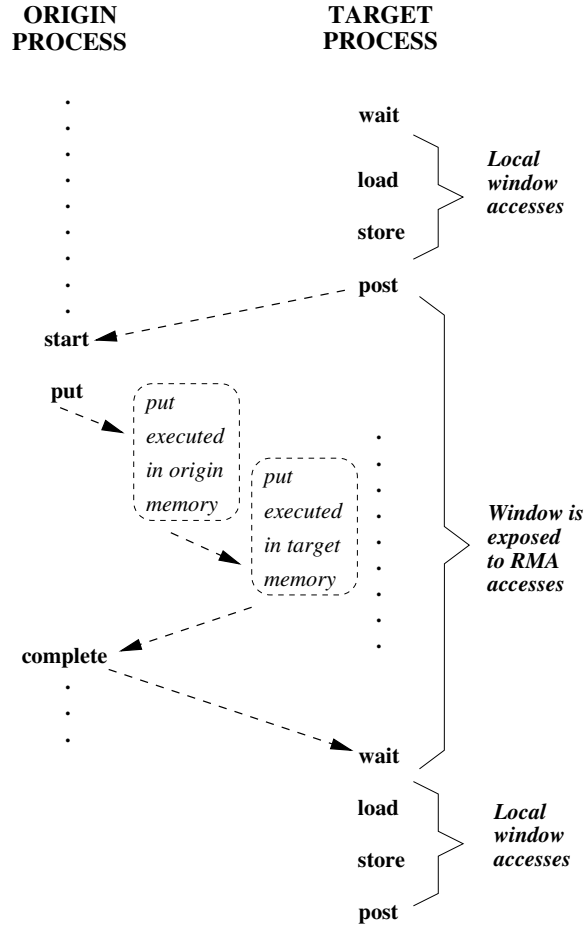 ORIGIN
PROCESS
TARGET
PROCESS
wait
load
store
Local
window
accesses
post
start
put
put
executed
in origin
memory
put
executed
in target
memory
Window is
exposed
to RMA
accesses
complete
wait
load
store
post
Local
window
accesses